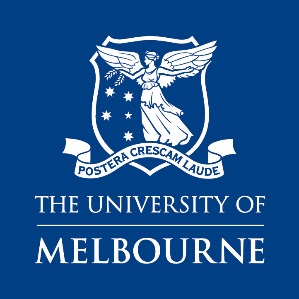 POSTERA CRESCAM LAUDE
THE UNIVERSITY OF
MELBOURNE